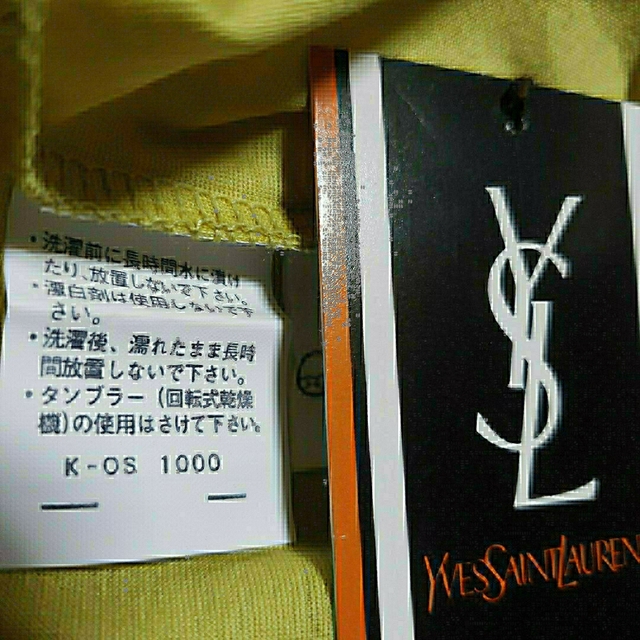 ・洗濯前に長時間水に漬け
たり、放置しないで下さい。
・漂白剤は使用しないで下
さい。
・洗濯後、濡れたまま長時
間放置しないで下さい。
・タンブラー（回転式乾燥
機）の使用はさけて下さい。
K-OS 1000
YSL
YVESSAINTLAUREN